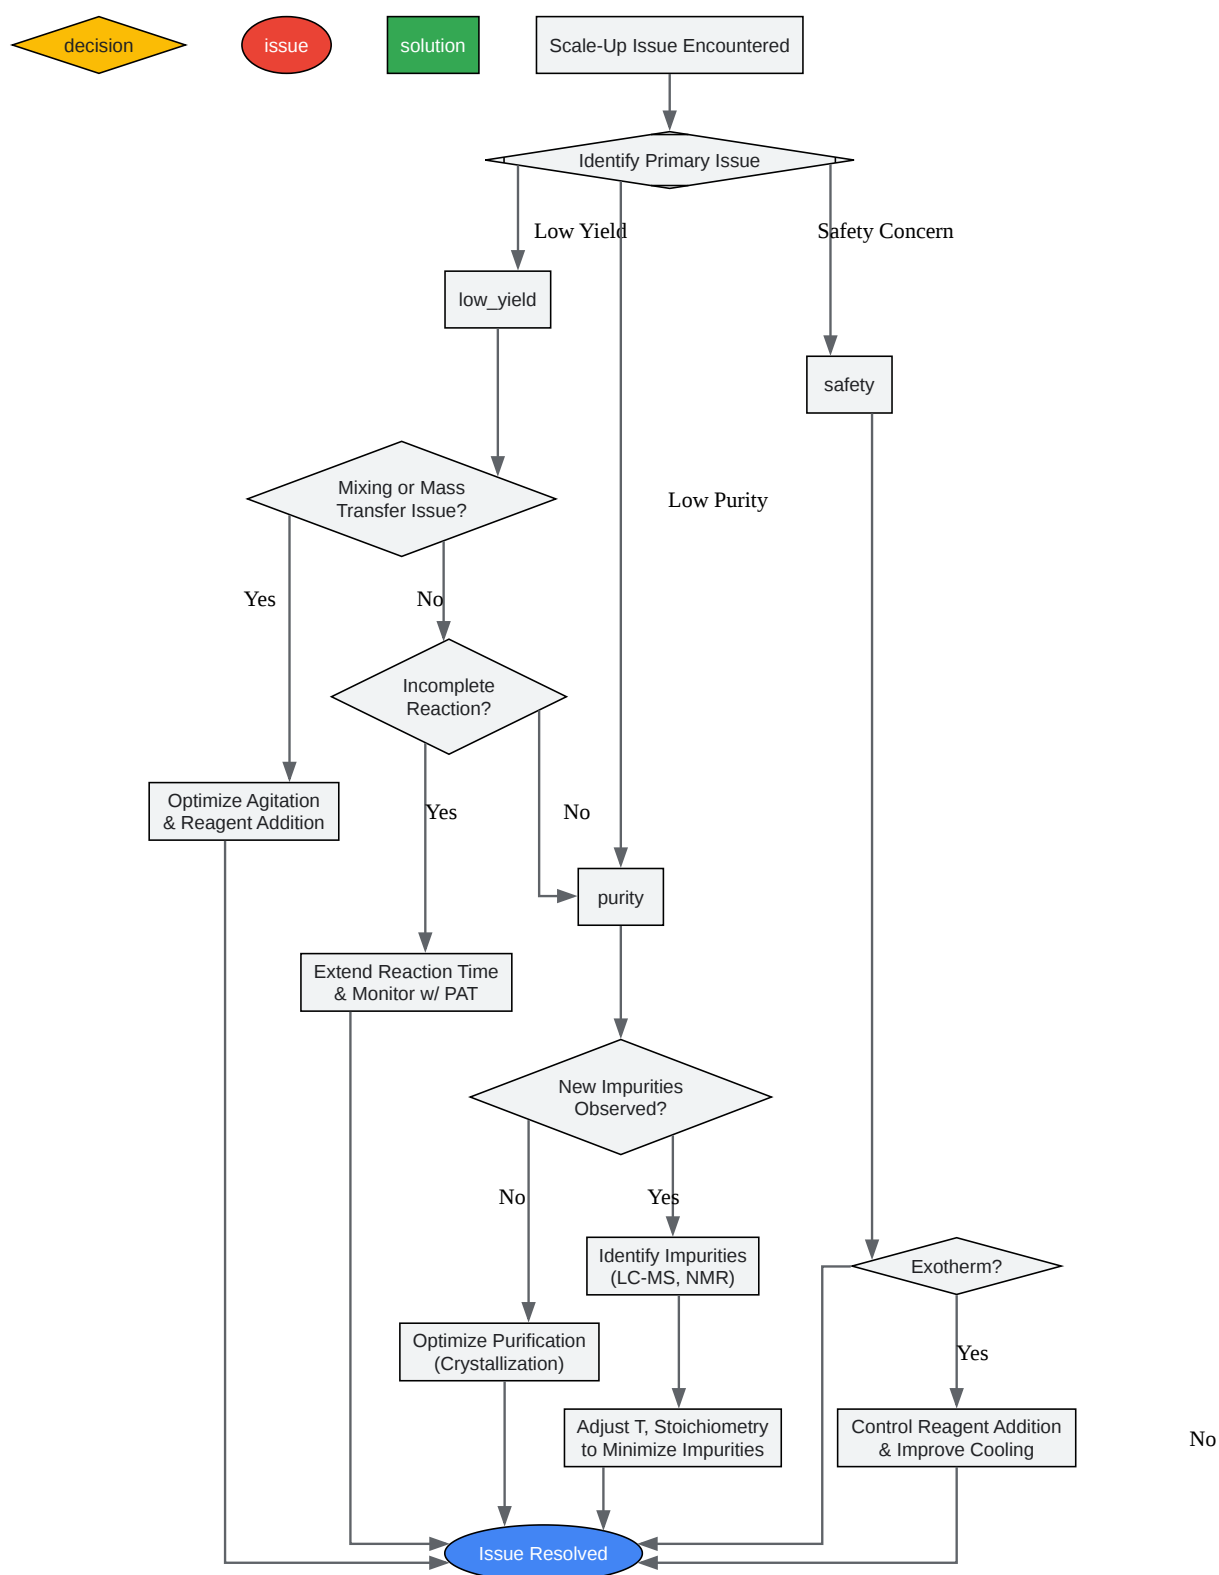 decision
issue
solution
Scale-Up Issue Encountered
Identify Primary Issue
Low Yield
Safety Concern
low_yield
safety
Mixing or Mass
Transfer Issue?
Low Purity
Yes
No
Incomplete
Reaction?
Optimize Agitation
& Reagent Addition
Yes
No
purity
Extend Reaction Time
& Monitor w/ PAT
New Impurities
Observed?
No
Yes
Identify Impurities
(LC-MS, NMR)
Exotherm?
Optimize Purification
(Crystallization)
Yes
Adjust T, Stoichiometry
to Minimize Impurities
Control Reagent Addition
& Improve Cooling
No
Issue Resolved